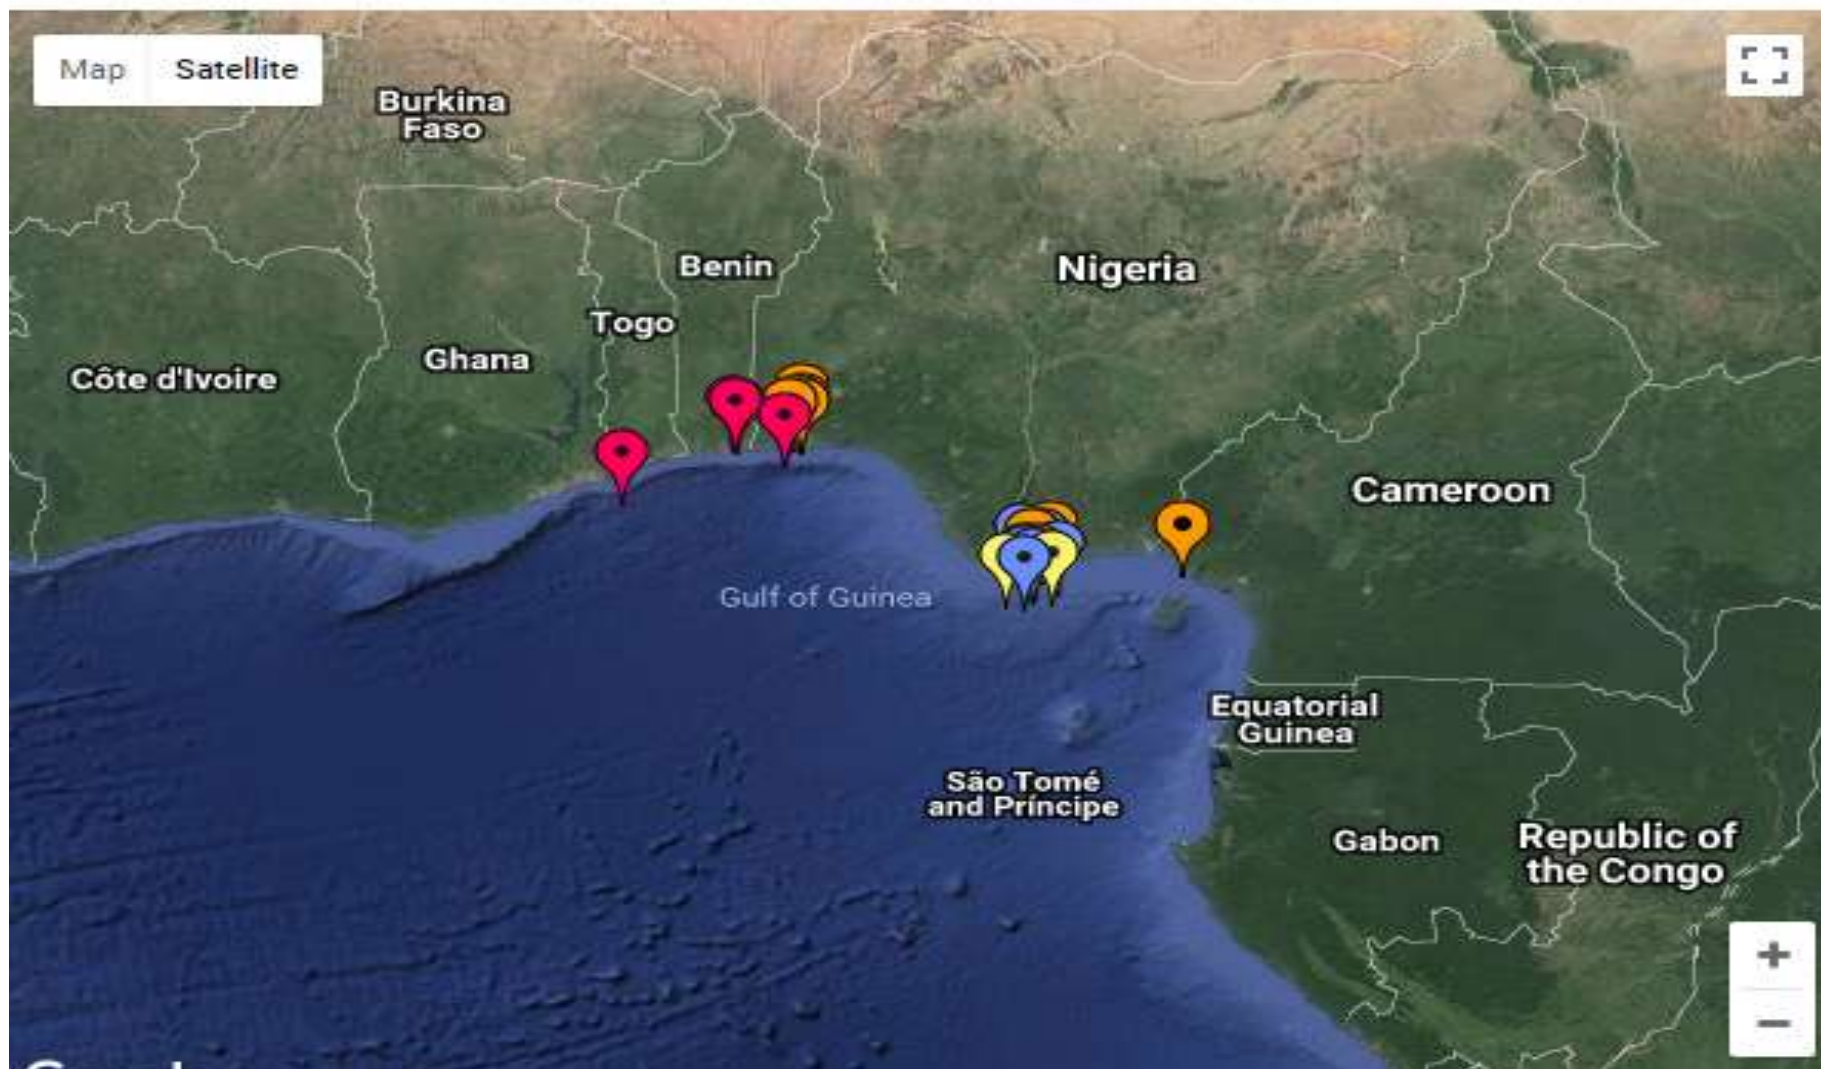 Map
Satellite
Burkina
Faso
Benin
Nigeria
Togo
Ghana
Côte d'Ivoire
Cameroon
Gulf of Guinea
Equatorial
Guinea
São Tomé
and Príncipe
Gabon
Republic of
the Congo
+
−